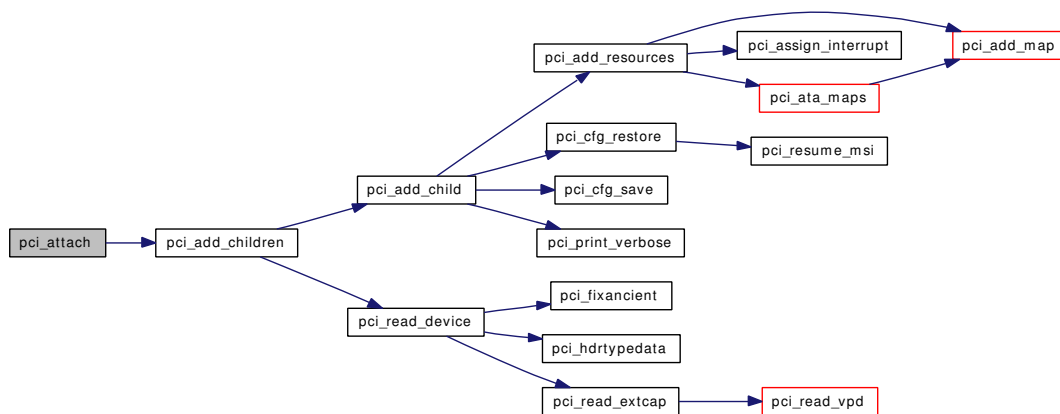 pci_add_resources
pci_assign_interrupt
pci_add_map
pci_ata_maps
pci_cfg_restore
pci_resume_msi
pci_add_child
pci_cfg_save
pci_attach
pci_add_children
pci_print_verbose
pci_fixancient
pci_read_device
pci_hdrtypedata
pci_read_extcap
pci_read_vpd